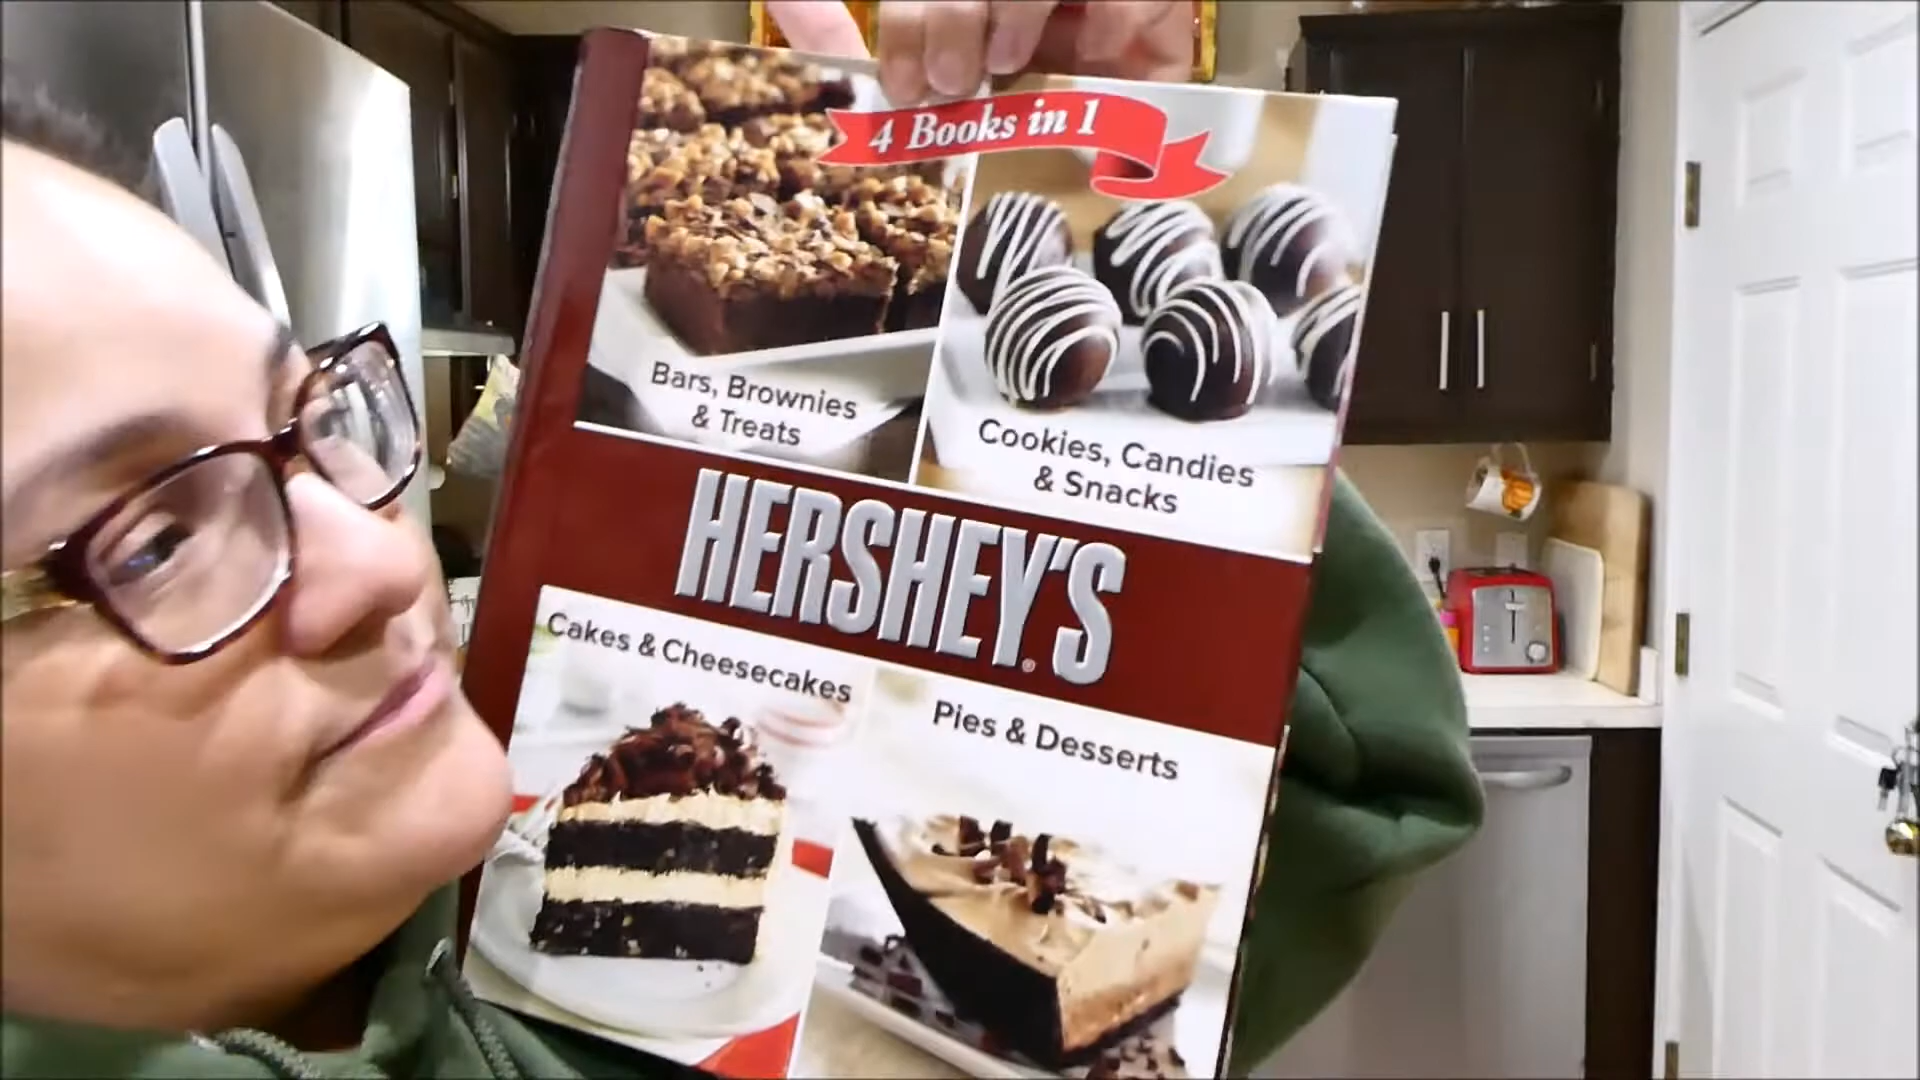 4 Books in 1
Bars, Brownies
& Treats
Cookies, Candies
& Snacks
HERSHEY'S®
Cakes & Cheesecakes
Pies & Desserts